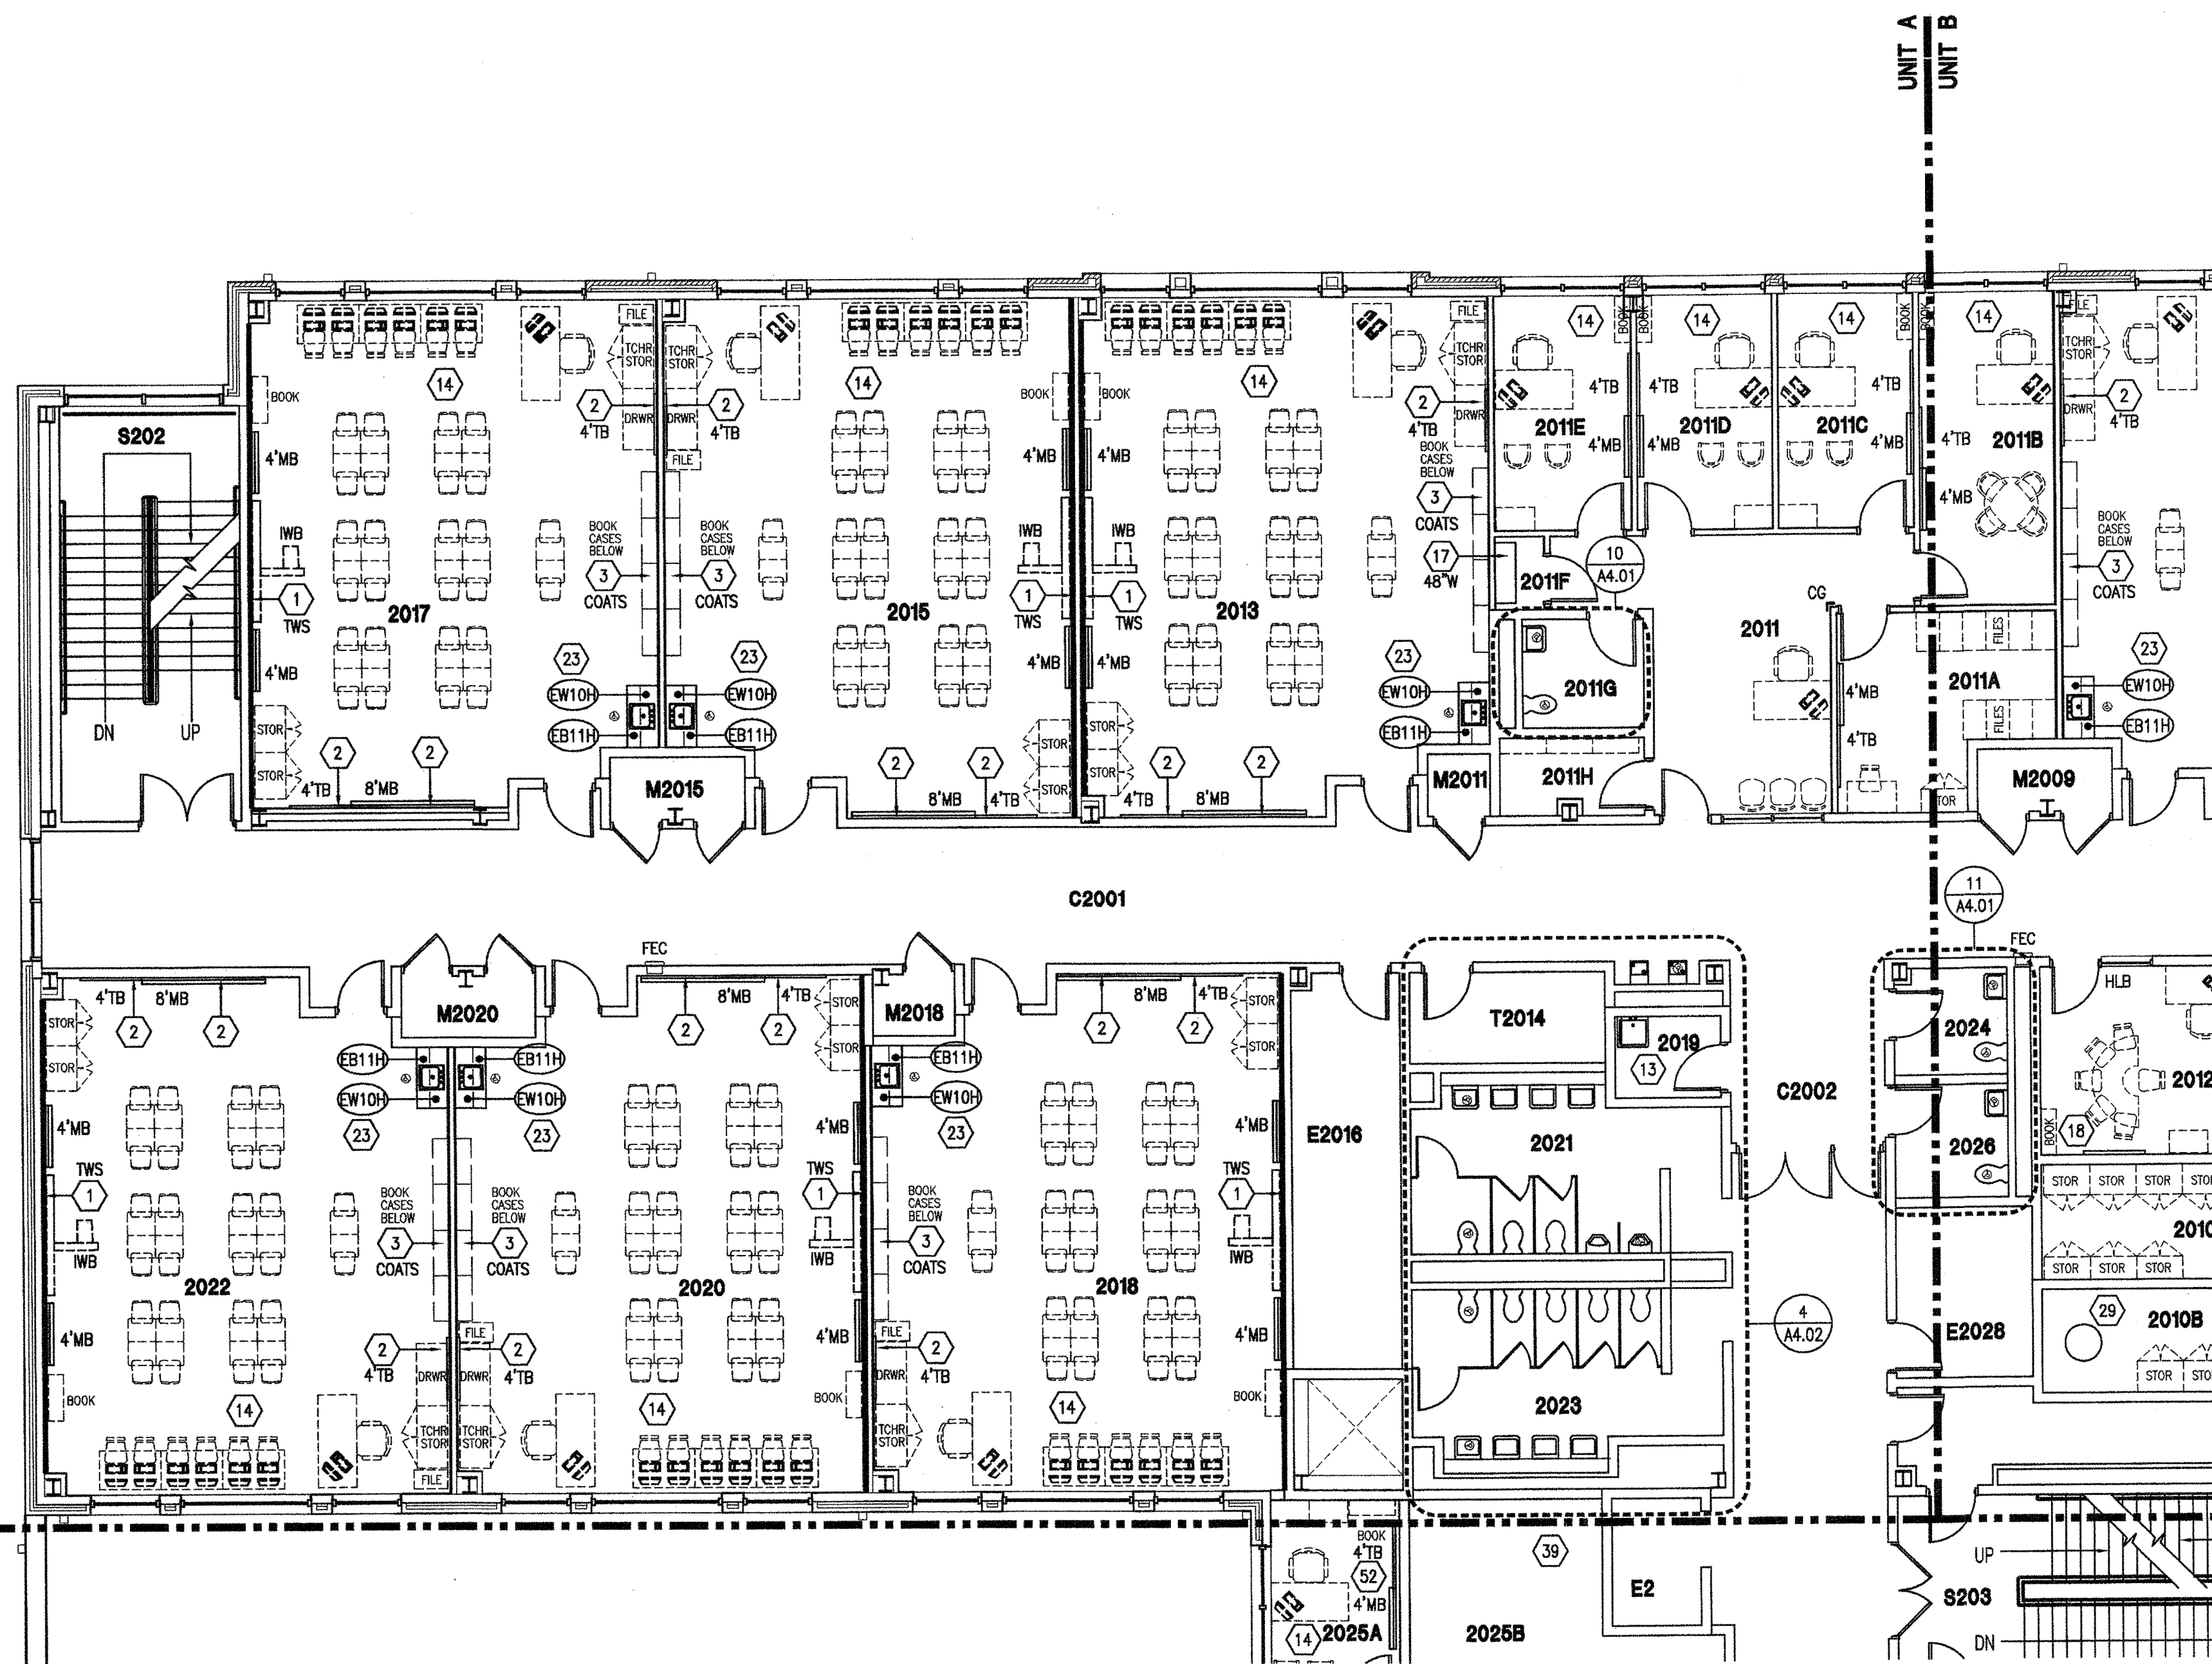 UNIT A
UNIT B
S202
DN
UP
BOOK
4'MB
IWB
1
TWS
4'MB
STOR
STOR
14
2017
2
4'TB
8'MB
2
FILE
TCHR
STOR
2
4'TB
DRWR
BOOK
CASES
BELOW
3
COATS
23
EW10H
EB11H
M2015
TCHR
STOR
2
4'TB
DRWR
FILE
BOOK
CASES
BELOW
3
COATS
23
EW10H
EB11H
14
2015
BOOK
4'MB
IWB
1
TWS
4'MB
STOR
STOR
2
8'MB
2
4'TB
BOOK
4'MB
IWB
1
TWS
4'MB
STOR
STOR
14
2013
2
4'TB
8'MB
2
FILE
TCHR
STOR
2
4'TB
DRWR
BOOK
CASES
BELOW
3
COATS
23
EW10H
EB11H
M2011
14
BOOK
4'TB
2011E
4'MB
17
48"W
2011F
10
A4.01
2011G
2011H
BOOK
14
4'TB
2011D
4'MB
14
BOOK
4'TB
2011C
4'MB
CG
2011
BOOK
14
4'TB
2011B
4'MB
FILES
2011A
4'MB
4'TB
FILES
TOR
M2009
FILE
TCHR
STOR
2
4'TB
DRWR
BOOK
CASES
BELOW
3
COATS
23
EW10H
EB11H
C2001
11
A4.01
FEC
STOR
STOR
4'TB
2
8'MB
2
4'MB
TWS
1
IWB
2022
4'MB
BOOK
14
M2020
EB11H
EW10H
23
BOOK
CASES
BELOW
3
COATS
2
4'TB
FILE
DRWR
TCHR
STOR
FILE
EB11H
EW10H
23
BOOK
CASES
BELOW
3
COATS
2
4'TB
DRWR
TCHR
STOR
FEC
8'MB
2
4'TB
2
STOR
STOR
4'MB
TWS
1
IWB
2020
4'MB
BOOK
14
M2018
EB11H
EW10H
23
BOOK
CASES
BELOW
3
COATS
FILE
2
4'TB
DRWR
TCHR
STOR
8'MB
2
4'TB
2
STOR
STOR
4'MB
TWS
1
IWB
2018
4'MB
BOOK
14
E2016
T2014
2019
13
2021
2023
C2002
4
A4.02
FEC
HLB
2024
2026
2012
BOOK
18
STOR
STOR
STOR
STO
2010
STOR
STOR
STOR
29
2010B
STOR
STO
E2028
BOOK
4'TB
52
4'MB
14
2025A
39
2025B
E2
UP
S203
DN